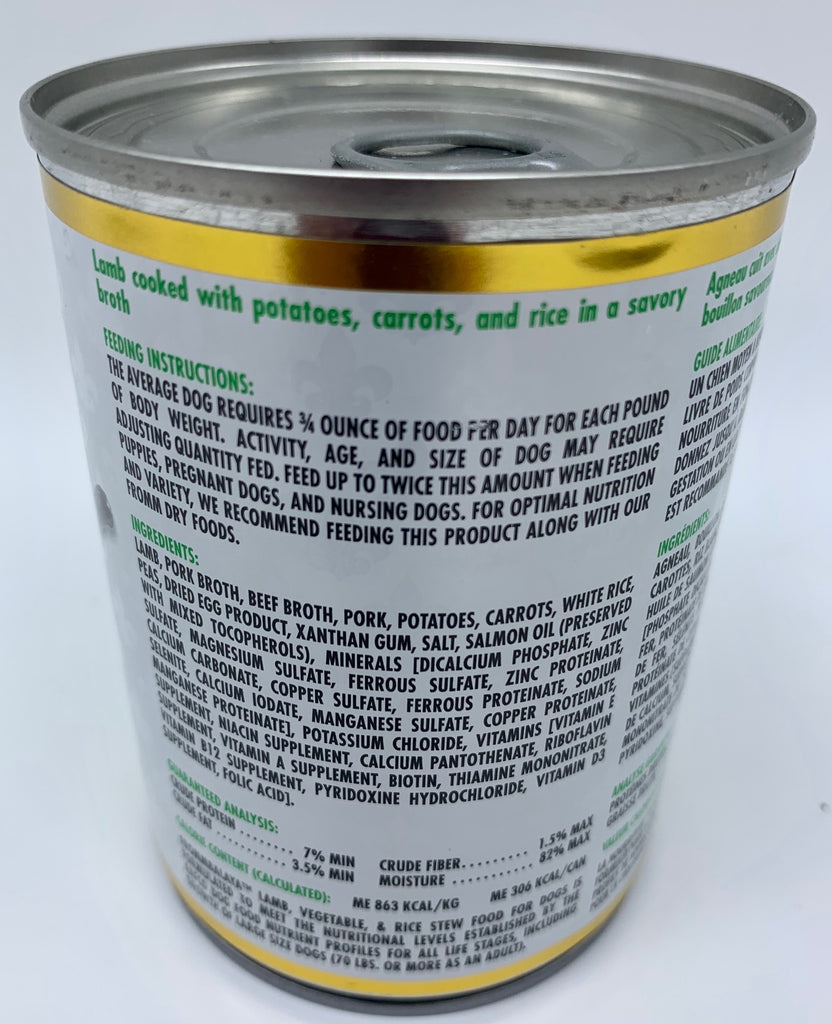 Lamb cooked with potatoes, carrots, and rice in a savory
broth
FEEDING INSTRUCTIONS:
THE AVERAGE DOG REQUIRES ¾ OUNCE OF FOOD PER DAY FOR EACH POUND
OF BODY WEIGHT. ACTIVITY, AGE, AND SIZE OF DOG MAY REQUIRE
ADJUSTING QUANTITY FED. FEED UP TO TWICE THIS AMOUNT WHEN FEEDING
PUPPIES, PREGNANT DOGS, AND NURSING DOGS. FOR OPTIMAL NUTRITION
AND VARIETY, WE RECOMMEND FEEDING THIS PRODUCT ALONG WITH OUR
FROMM DRY FOODS.
INGREDIENTS:
LAMB, PORK BROTH, BEEF BROTH, PORK, POTATOES, CARROTS, WHITE RICE,
PEAS, DRIED EGG PRODUCT, XANTHAN GUM, SALT, SALMON OIL (PRESERVED
WITH MIXED TOCOPHEROLS), MINERALS [DICALCIUM PHOSPHATE, ZINC
SULFATE, MAGNESIUM SULFATE, FERROUS SULFATE, ZINC PROTEINATE,
CALCIUM CARBONATE, COPPER SULFATE, FERROUS PROTEINATE, SODIUM
SELENITE, CALCIUM IODATE, MANGANESE SULFATE, COPPER PROTEINATE,
MANGANESE PROTEINATE], POTASSIUM CHLORIDE, VITAMINS [VITAMIN E
SUPPLEMENT, NIACIN SUPPLEMENT, CALCIUM PANTOTHENATE, RIBOFLAVIN
SUPPLEMENT, VITAMIN A SUPPLEMENT, BIOTIN, THIAMINE MONONITRATE,
VITAMIN B12 SUPPLEMENT, PYRIDOXINE HYDROCHLORIDE, VITAMIN D3
SUPPLEMENT, FOLIC ACID].
GUARANTEED ANALYSIS:
CRUDE PROTEIN ........ 7% MIN CRUDE FIBER......... 1.5% MAX
CRUDE FAT ........... 3.5% MIN MOISTURE .......... 82% MAX
CALORIE CONTENT (CALCULATED): ME 863 KCAL/KG ME 306 KCAL/CAN
LAMB, VEGETABLE, & RICE STEW FOOD FOR DOGS IS
FORMULATED TO MEET THE NUTRITIONAL LEVELS ESTABLISHED BY THE
DOG FOOD NUTRIENT PROFILES FOR ALL LIFE STAGES, INCLUDING
GROWTH OF LARGE SIZE DOGS (70 LBS. OR MORE AS AN ADULT).
Agneau cuit
bouillon
GUIDE
UN CHIEN MOYEN
LIVRE DE
NOURRITURE
DONNEZ
EST
INGRÉDIENTS:
AGNEAU,
CAROTTES,
HUILE DE